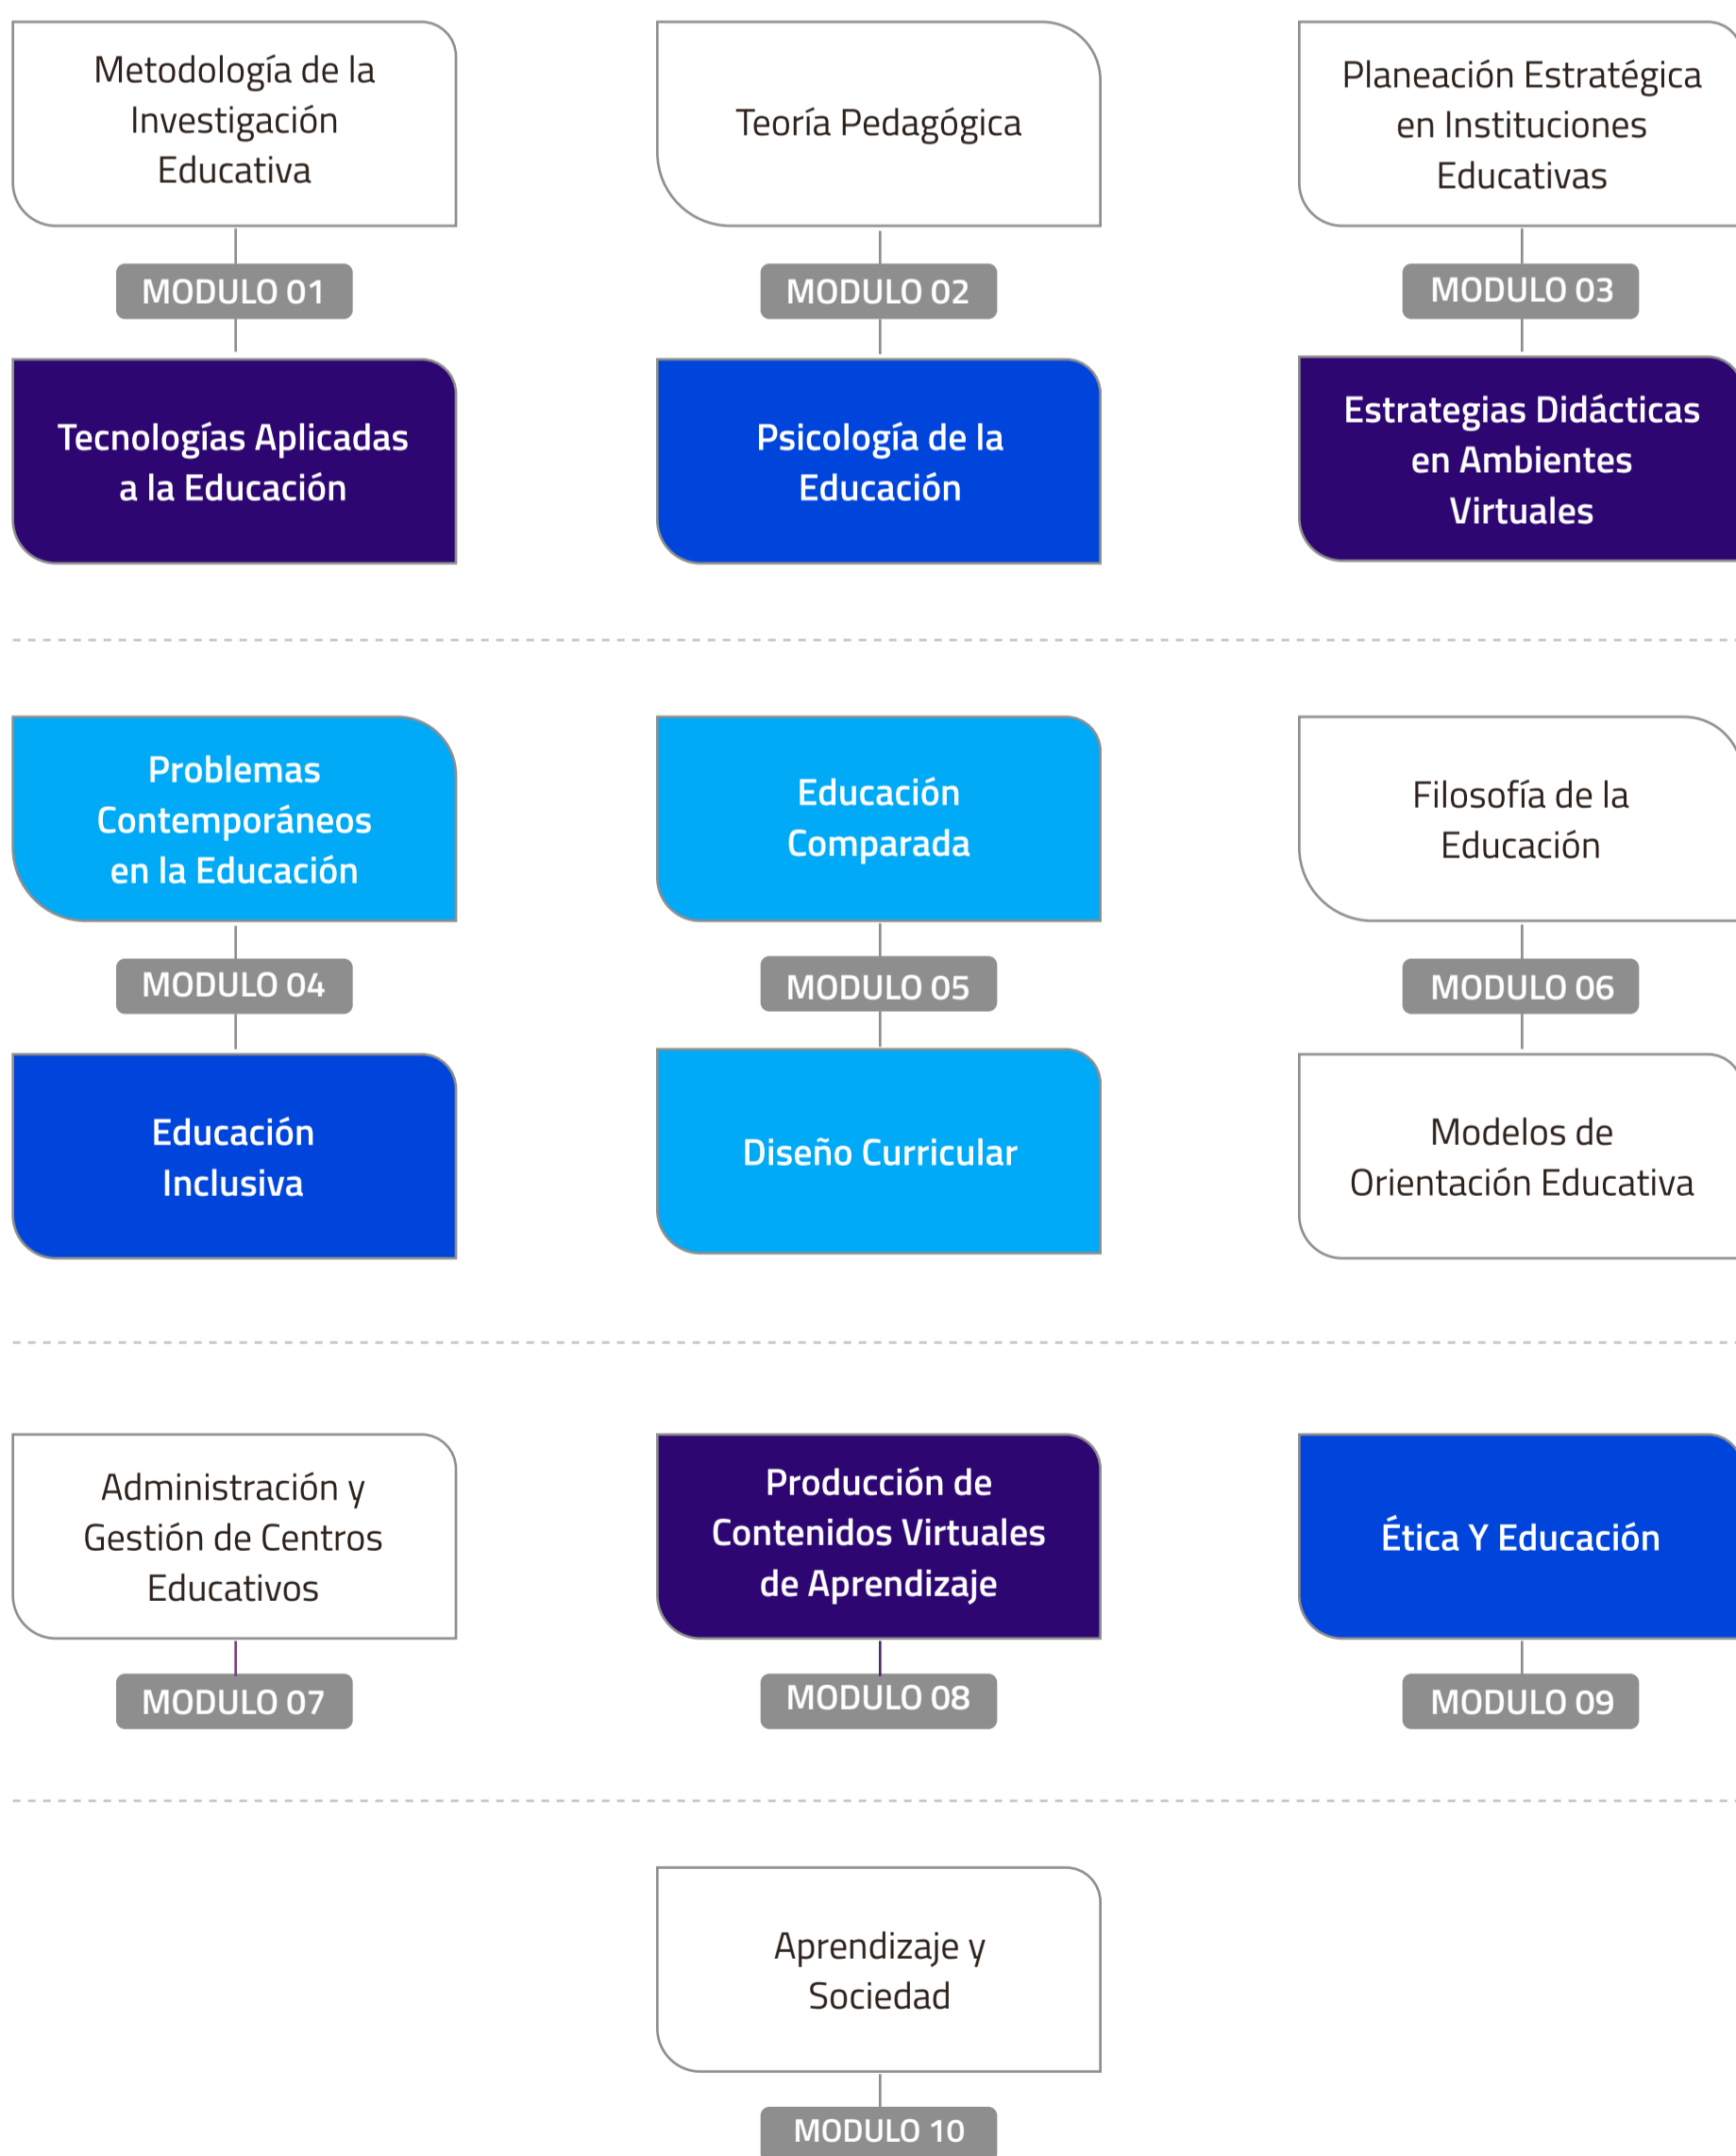 Metodología de la
Investigación
Educativa
MODULO 01
Tecnologías Aplicadas
a la Educación
Teoría Pedagógica
MODULO 02
Psicología de la
Educación
Planeación Estratégica
en Instituciones
Educativas
MODULO 03
Estrategias Didácticas
en Ambientes
Virtuales
Problemas
Contemporáneos
en la Educación
MODULO 04
Educación
Inclusiva
Educación
Comparada
MODULO 05
Diseño Curricular
Filosofía de la
Educación
MODULO 06
Modelos de
Orientación Educativa
Administración y
Gestión de Centros
Educativos
MODULO 07
Producción de
Contenidos Virtuales
de Aprendizaje
MODULO 08
Ética Y Educación
MODULO 09
Aprendizaje y
Sociedad
MODULO 10